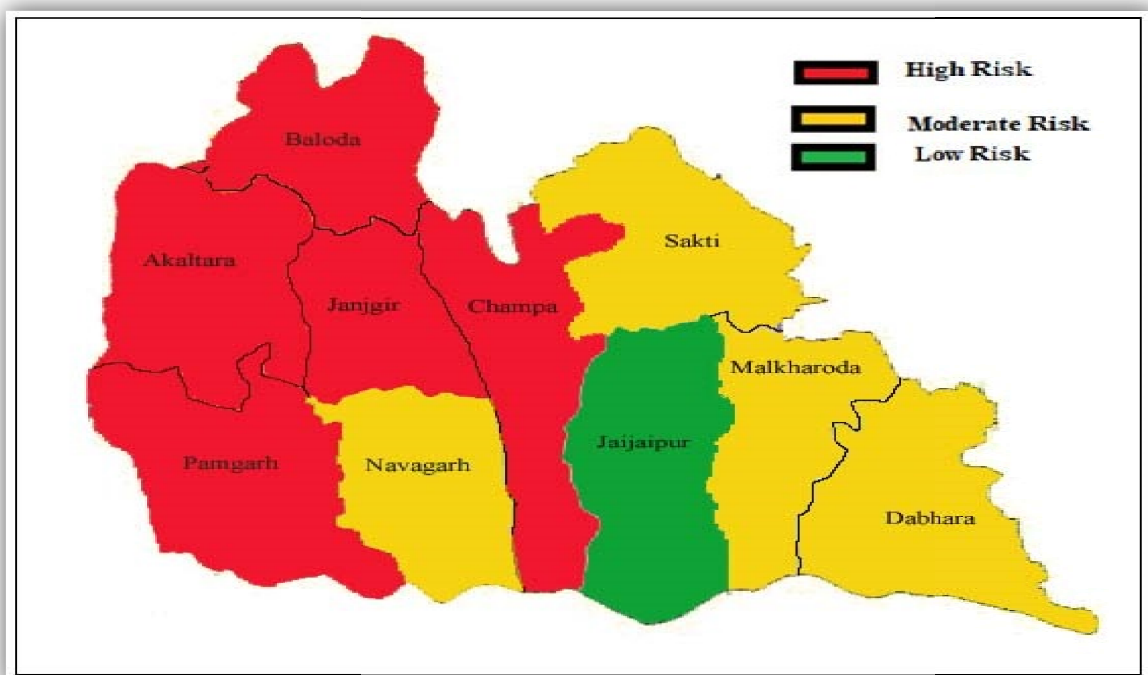 High Risk
Moderate Risk
Low Risk
Baloda
Akaltara
Janjgir
Champa
Sakti
Malkharoda
Pamgarh
Navagarh
Jaijaipur
Dabhara